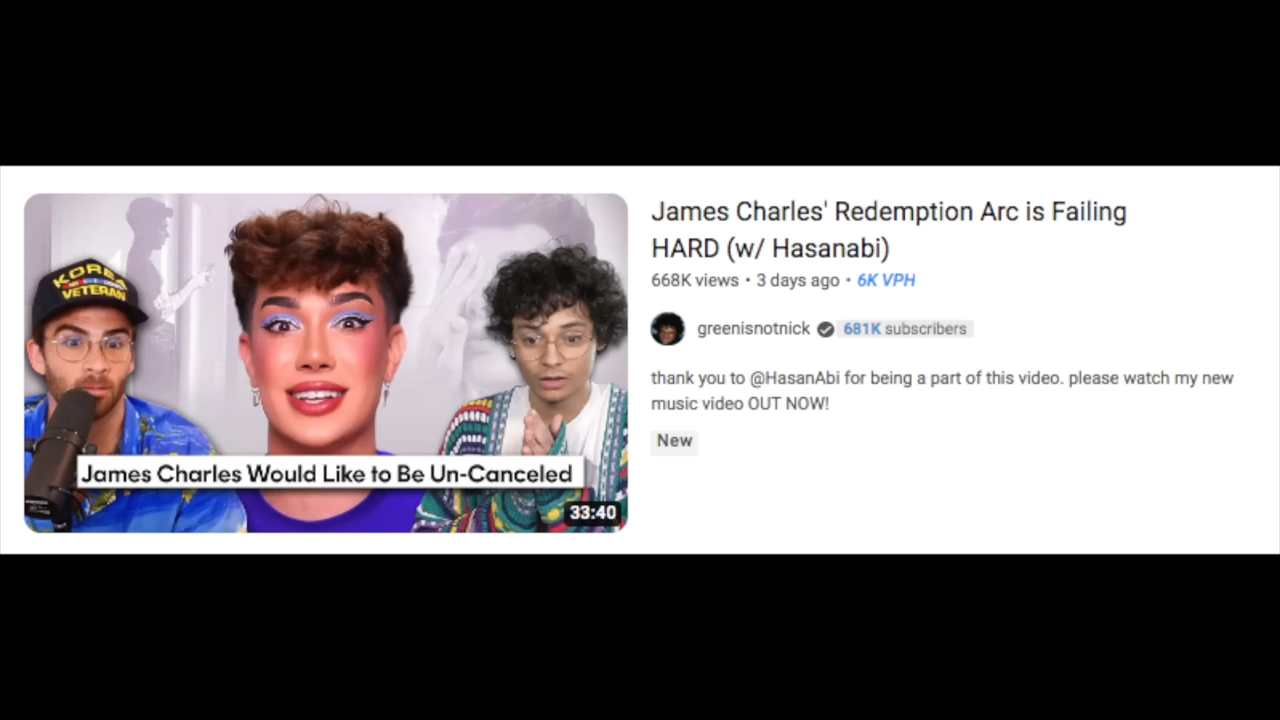 KOREA
VETERAN
James Charles Would Like to Be Un-Canceled
33:40
James Charles' Redemption Arc is Failing
HARD (w/ Hasanabi)
668K views • 3 days ago • 6K VPH
greenisnotnick 681K subscribers
thank you to @HasanAbi for being a part of this video. please watch my new
music video OUT NOW!
New